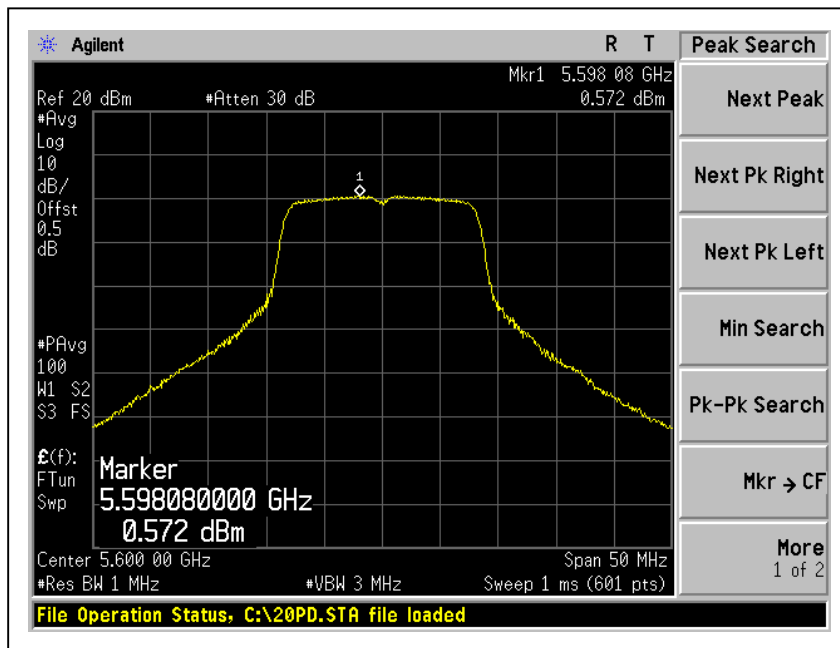 Agilent
R T
Peak Search
Mkr1 5.598 08 GHz
Ref 20 dBm #Atten 30 dB 0.572 dBm
#Avg
Log
10
dB/
Offst
0.5
dB
1
#PAvg
100
W1 S2
S3 FS
£(f):
FTun
Swp
Marker
5.598080000 GHz
0.572 dBm
Center 5.600 00 GHz Span 50 MHz
#Res BW 1 MHz #VBW 3 MHz Sweep 1 ms (601 pts)
File Operation Status, C:\20PD.STA file loaded
Next Peak
Next Pk Right
Next Pk Left
Min Search
Pk-Pk Search
Mkr → CF
More
1 of 2